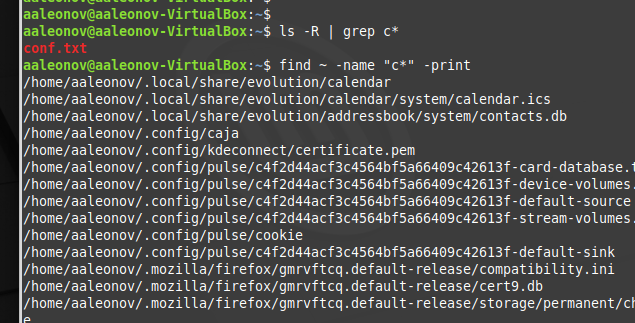 aaleonov@aaleonov-VirtualBox:~$
aaleonov@aaleonov-VirtualBox:~$
aaleonov@aaleonov-VirtualBox:~$ ls -R | grep c*
conf.txt
aaleonov@aaleonov-VirtualBox:~$ find ~ -name "c*" -print
/home/aaleonov/.local/share/evolution/calendar
/home/aaleonov/.local/share/evolution/calendar/system/calendar.ics
/home/aaleonov/.local/share/evolution/addressbook/system/contacts.db
/home/aaleonov/.config/caja
/home/aaleonov/.config/kdeconnect/certificate.pem
/home/aaleonov/.config/pulse/c4f2d44acf3c4564bf5a66409c42613f-card-database.t
/home/aaleonov/.config/pulse/c4f2d44acf3c4564bf5a66409c42613f-device-volumes.
/home/aaleonov/.config/pulse/c4f2d44acf3c4564bf5a66409c42613f-default-source
/home/aaleonov/.config/pulse/c4f2d44acf3c4564bf5a66409c42613f-stream-volumes.
/home/aaleonov/.config/pulse/cookie
/home/aaleonov/.config/pulse/c4f2d44acf3c4564bf5a66409c42613f-default-sink
/home/aaleonov/.mozilla/firefox/gmrvftcq.default-release/compatibility.ini
/home/aaleonov/.mozilla/firefox/gmrvftcq.default-release/cert9.db
/home/aaleonov/.mozilla/firefox/gmrvftcq.default-release/storage/permanent/ch
e